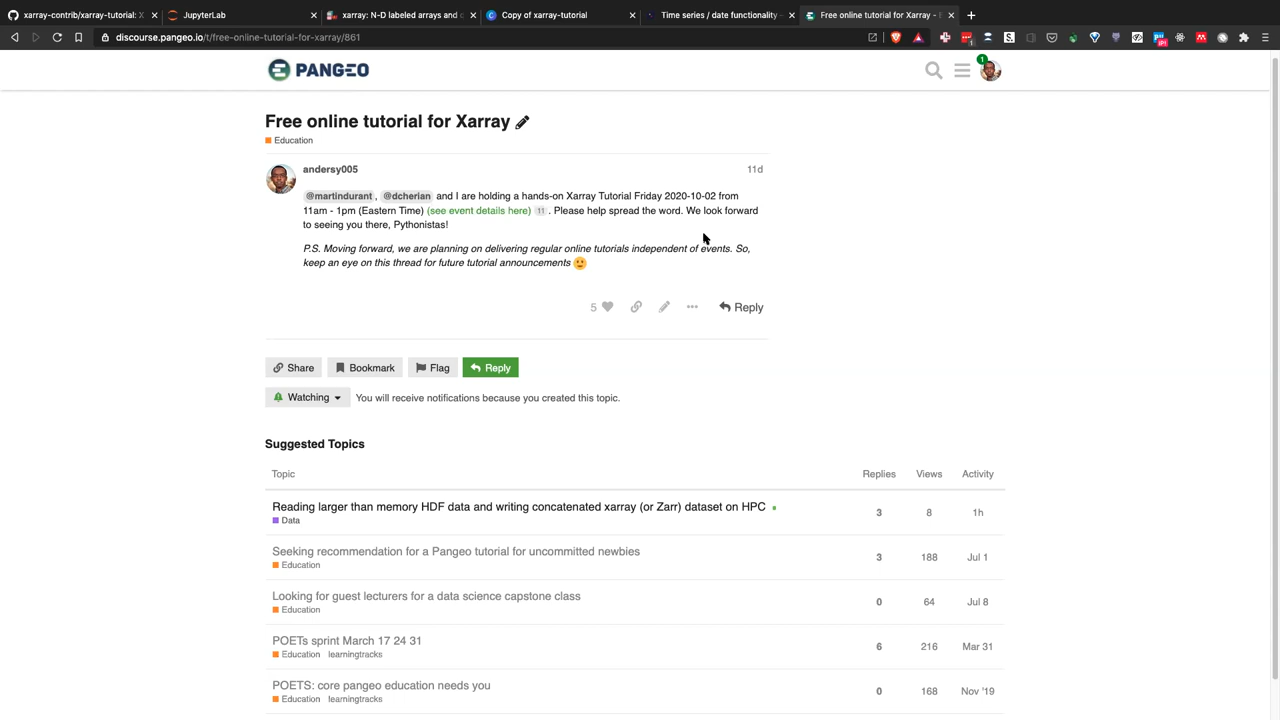 xarray-contrib/xarray-tutorial: X
JupyterLab
xarray: N-D labeled arrays and
Copy of xarray-tutorial
Time series / date functionality
Free online tutorial for Xarray - F
discourse.pangeo.io/t/free-online-tutorial-for-xarray/861
PANGEO
1
Free online tutorial for Xarray
Education
andersy005
11d
@martindurant, @dcherian and I are holding a hands-on Xarray Tutorial Friday 2020-10-02 from
11am - 1pm (Eastern Time) (see event details here) 11 . Please help spread the word. We look forward
to seeing you there, Pythonistas!
P.S. Moving forward, we are planning on delivering regular online tutorials independent of events. So,
keep an eye on this thread for future tutorial announcements
5
Reply
Share Bookmark Flag Reply
Watching You will receive notifications because you created this topic.
Suggested Topics
Topic Replies Views Activity
Reading larger than memory HDF data and writing concatenated xarray (or Zarr) dataset on HPC 3 8 1h
Data
Seeking recommendation for a Pangeo tutorial for uncommitted newbies 3 188 Jul 1
Education
Looking for guest lecturers for a data science capstone class 0 64 Jul 8
Education
POETs sprint March 17 24 31 6 216 Mar 31
Education learningtracks
POETS: core pangeo education needs you 0 168 Nov '19
Education learningtracks